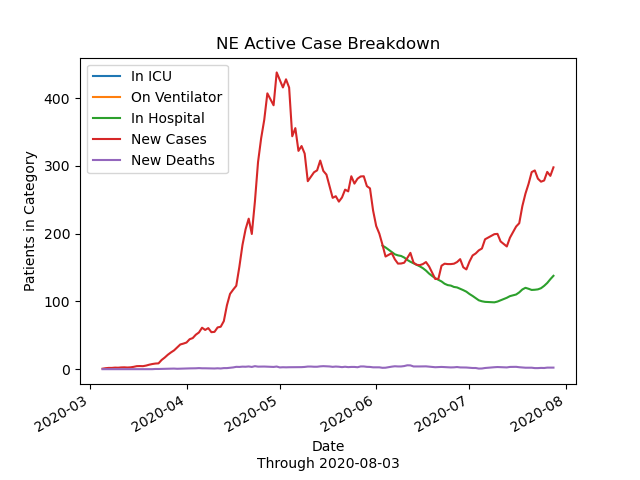 NE Active Case Breakdown
In ICU
On Ventilator
In Hospital
New Cases
New Deaths
Patients in Category
400
300
200
100
0
2020-03
2020-04
2020-05
2020-06
2020-07
2020-08
Date
Through 2020-08-03